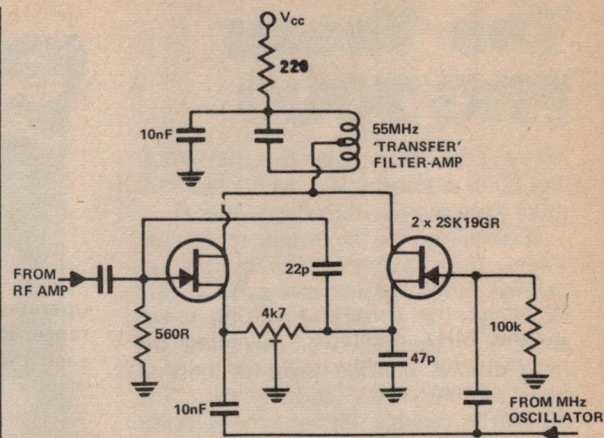 Vcc
220
10nF
55MHz
'TRANSFER'
FILTER-AMP
2 x 2SK19GR
FROM
RF AMP
22p
4k7
560R
100k
47p
10nF
FROM MHz
OSCILLATOR